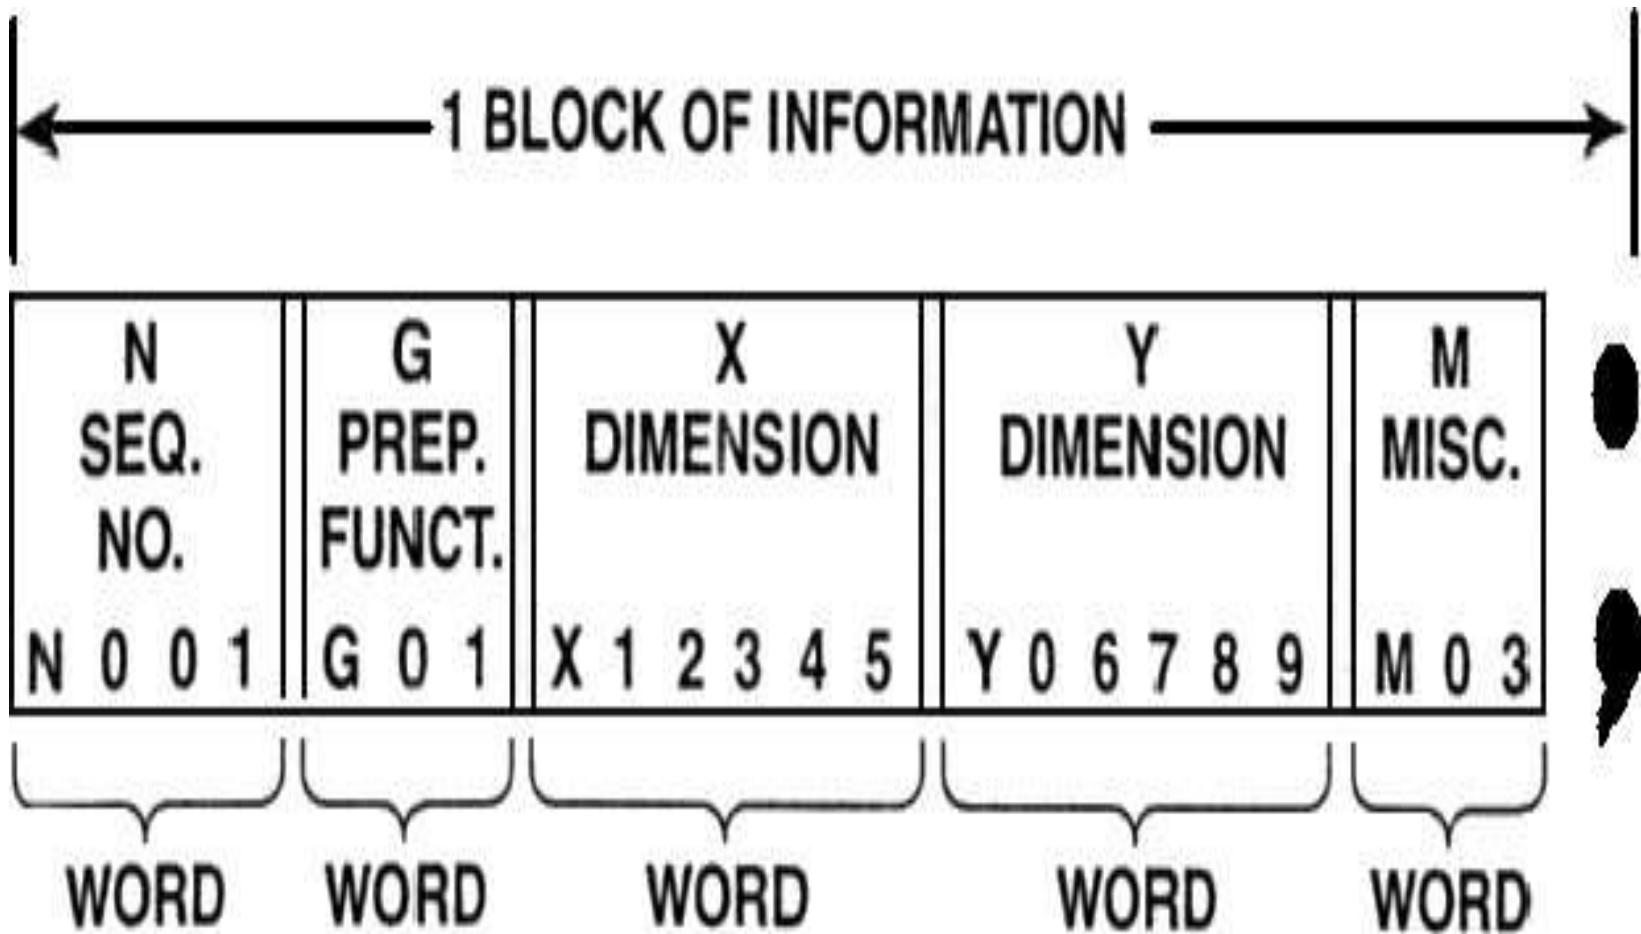 1 BLOCK OF INFORMATION
N
SEQ.
NO.
N 0 0 1
G
PREP.
FUNCT.
G 0 1
X
DIMENSION
X 1 2 3 4 5
Y
DIMENSION
Y 0 6 7 8 9
M
MISC.
M 0 3
;
WORD
WORD
WORD
WORD
WORD